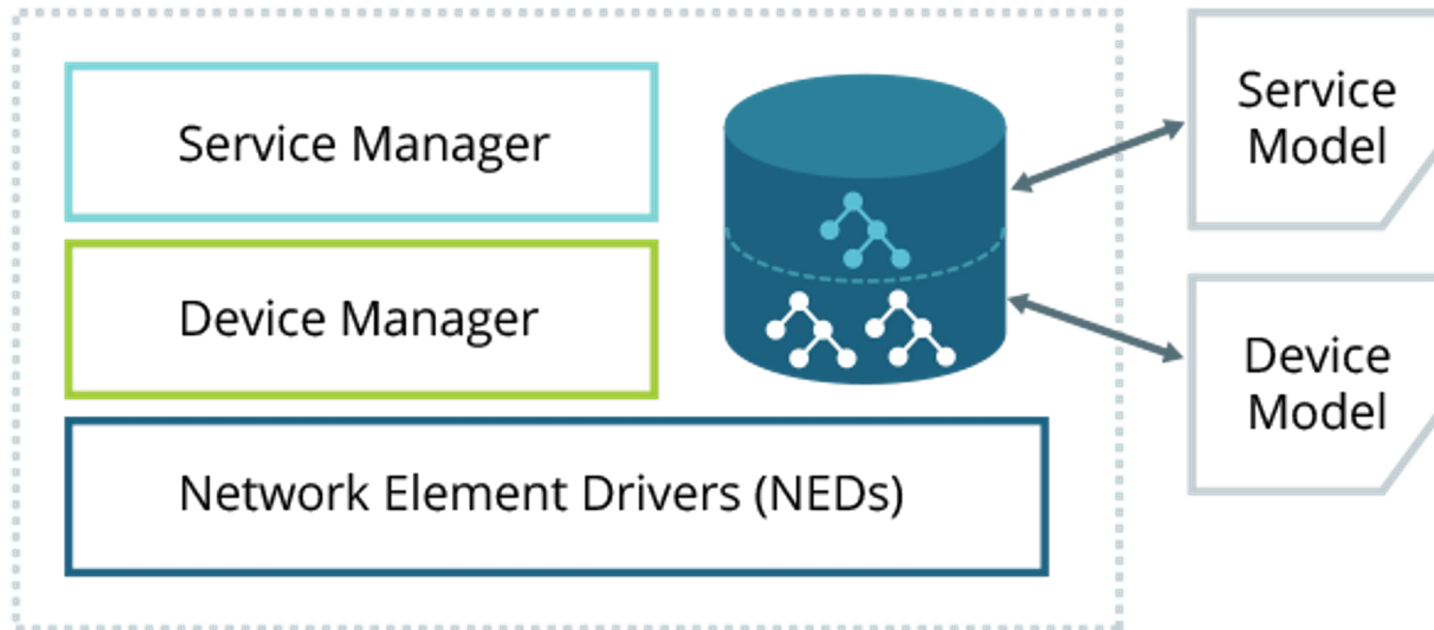 Service Manager
Device Manager
Network Element Drivers (NEDs)
Service
Model
Device
Model